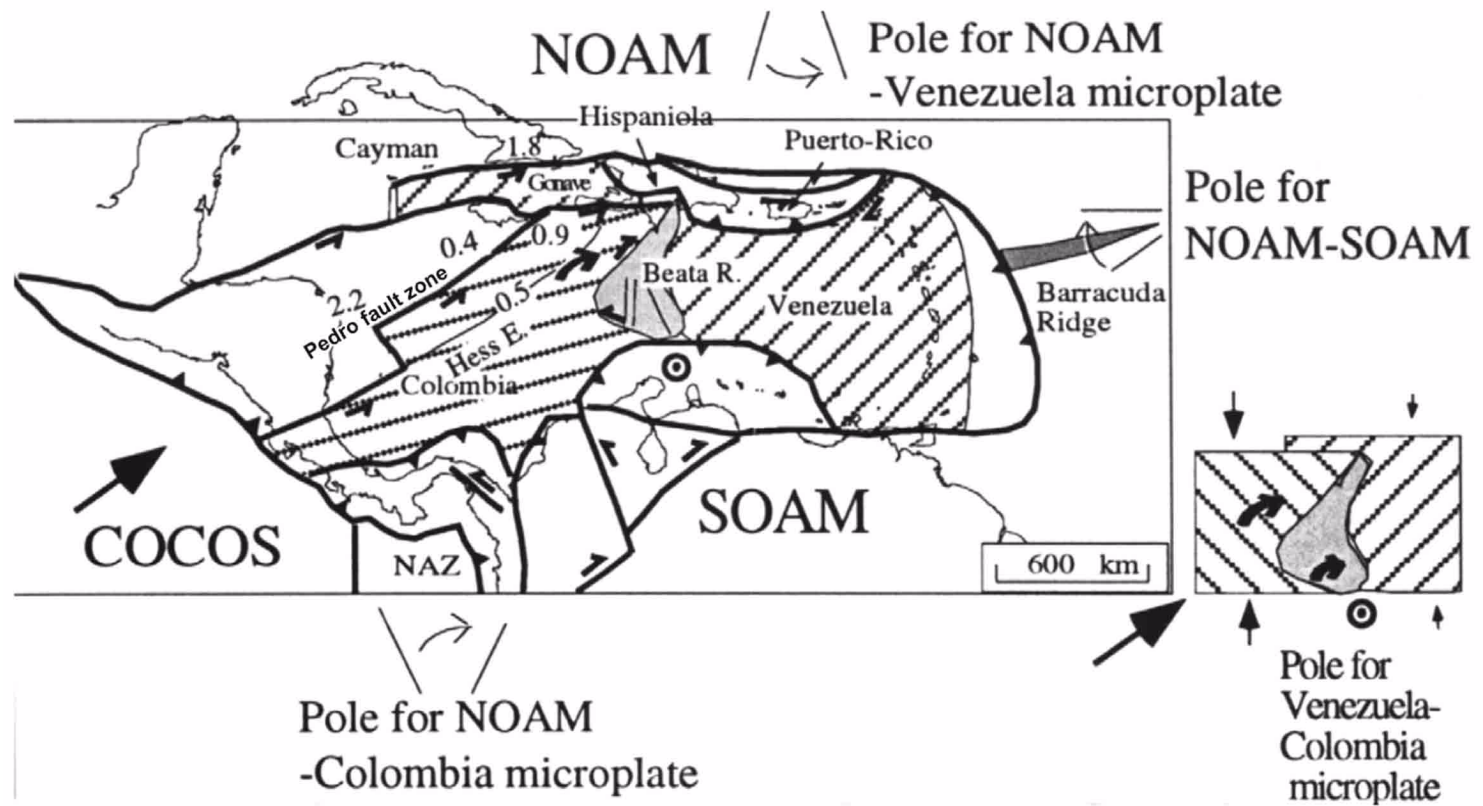 NOAM
Pole for NOAM
-Venezuela microplate
Hispaniola
Puerto-Rico
Cayman
1.8
Gonave
Pole for
NOAM-SOAM
0.4
0.9
Beata R.
2.2
Pedro fault zone
0.5
Venezuela
Barracuda
Ridge
Hess E.
Colombia
SOAM
COCOS
NAZ
600 km
Pole for
Venezuela-
Colombia
microplate
Pole for NOAM
-Colombia microplate